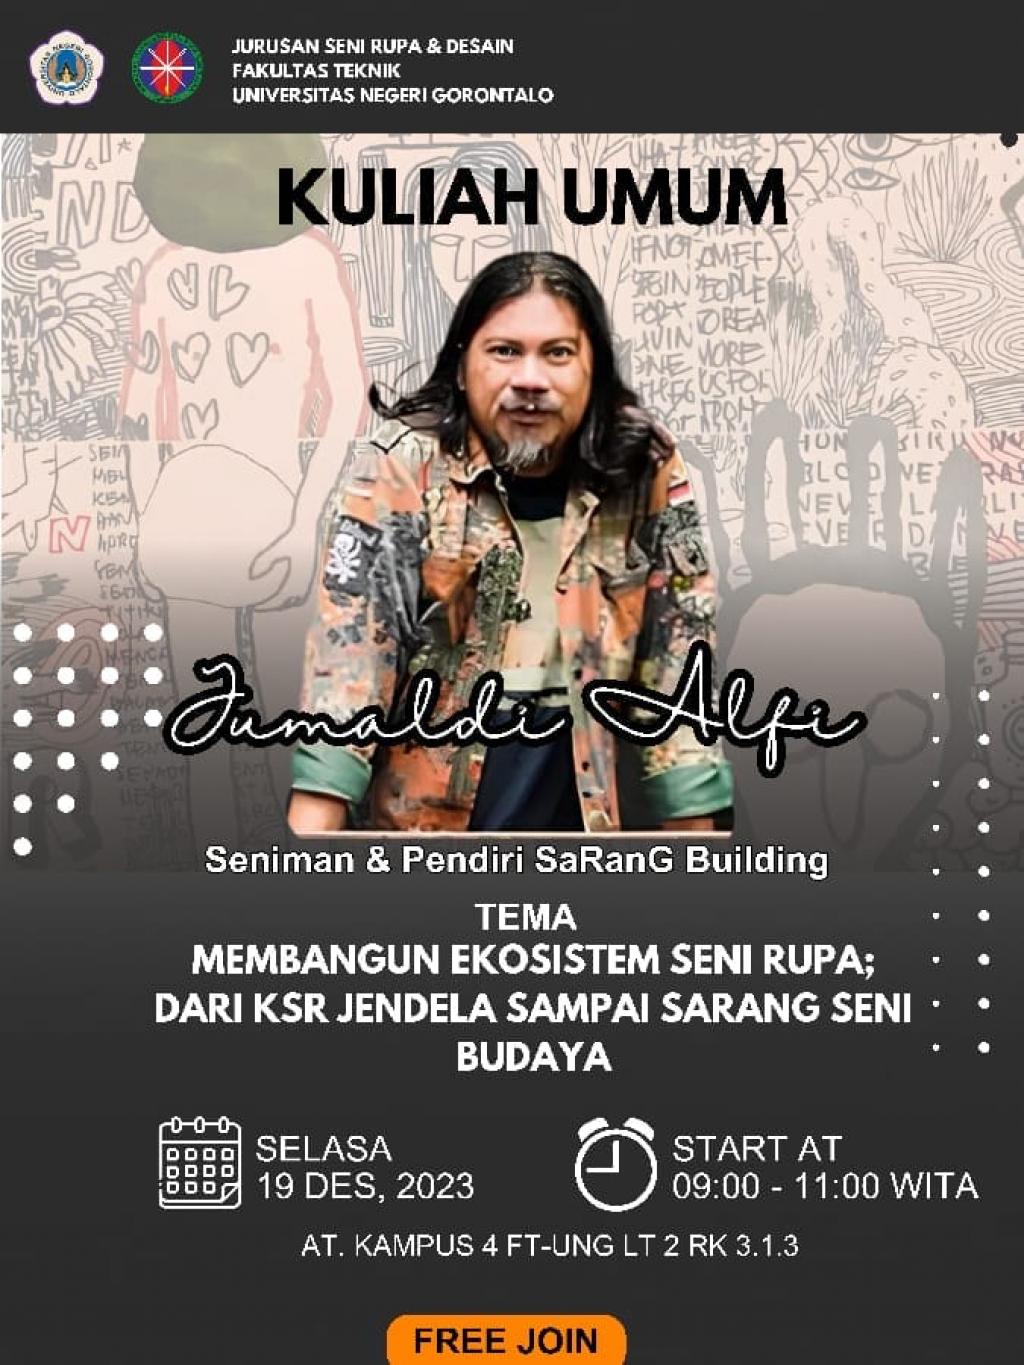 JURUSAN SENI RUPA & DESAIN
FAKULTAS TEKNIK
UNIVERSITAS NEGERI GORONTALO
KULIAH UMUM
Jumaldi Alfi
Seniman & Pendiri SaRanG Building
TEMA
MEMBANGUN EKOSISTEM SENI RUPA;
DARI KSR JENDELA SAMPAI SARANG SENI
BUDAYA
SELASA
19 DES, 2023
START AT
09:00 - 11:00 WITA
AT. KAMPUS 4 FT-UNG LT 2 RK 3.1.3
FREE JOIN